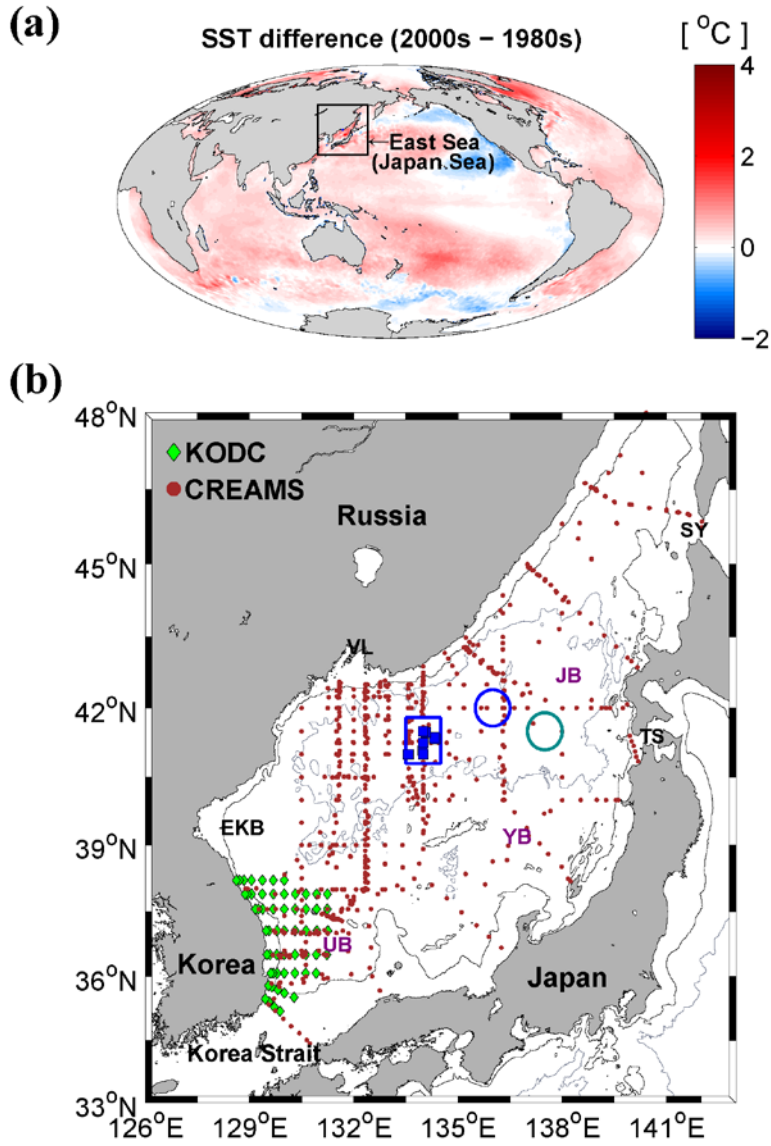 (a)
SST difference (2000s − 1980s)
[ °C ]
4
2
0
−2
East Sea
(Japan Sea)
(b)
48°N
45°N
42°N
39°N
36°N
33°N
KODC
CREAMS
Russia
SY
VL
JB
TS
EKB
YB
UB
Korea
Japan
Korea Strait
126°E 129°E 132°E 135°E 138°E 141°E